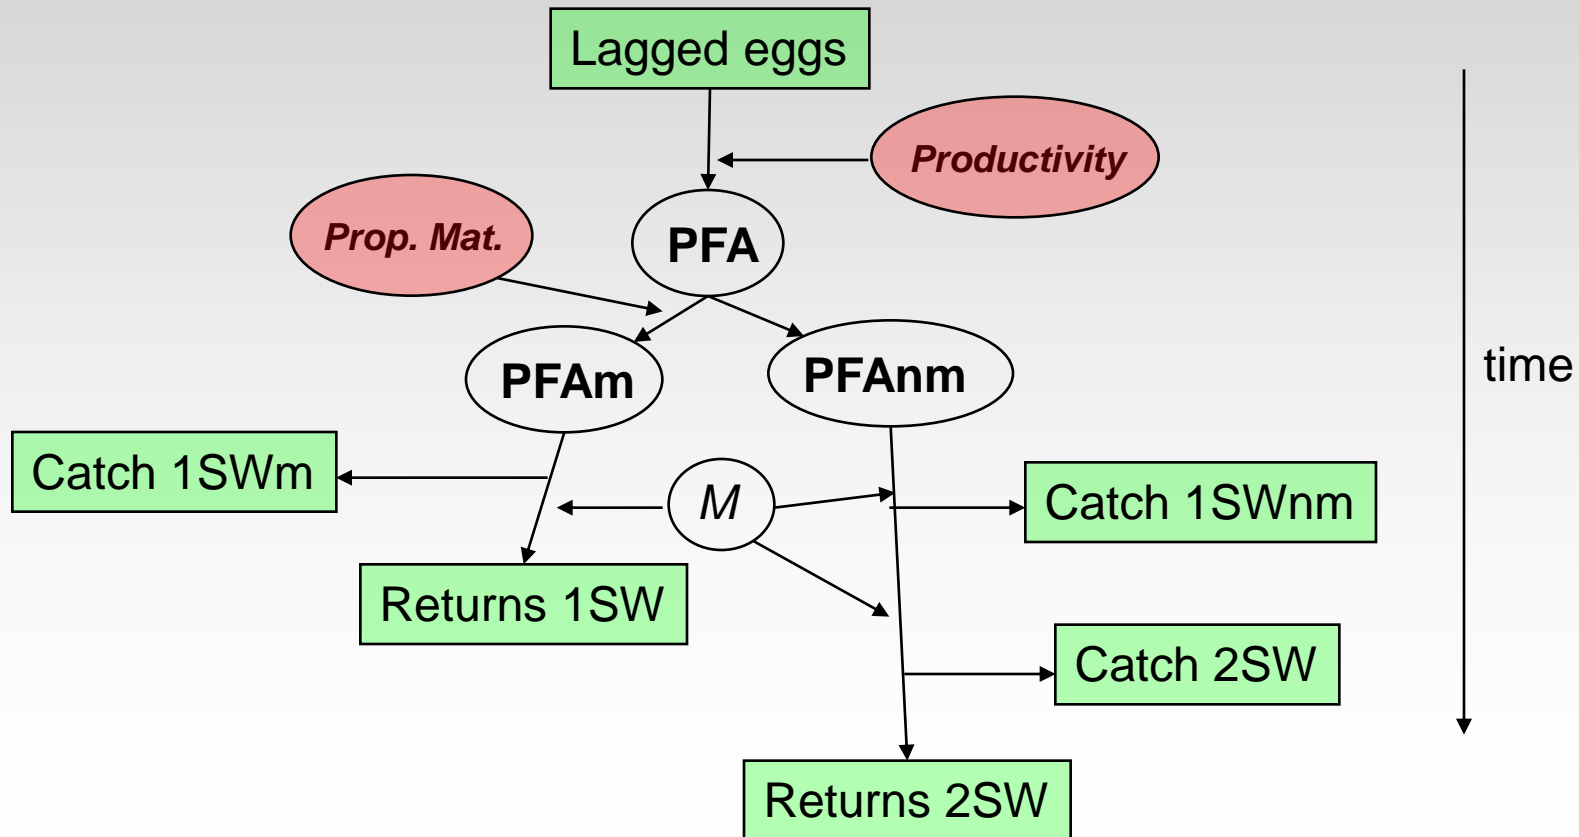 Lagged eggs
Productivity
Prop. Mat.
PFA
PFAm
PFAnm
time
Catch 1SWm
M
Catch 1SWnm
Returns 1SW
Catch 2SW
Returns 2SW